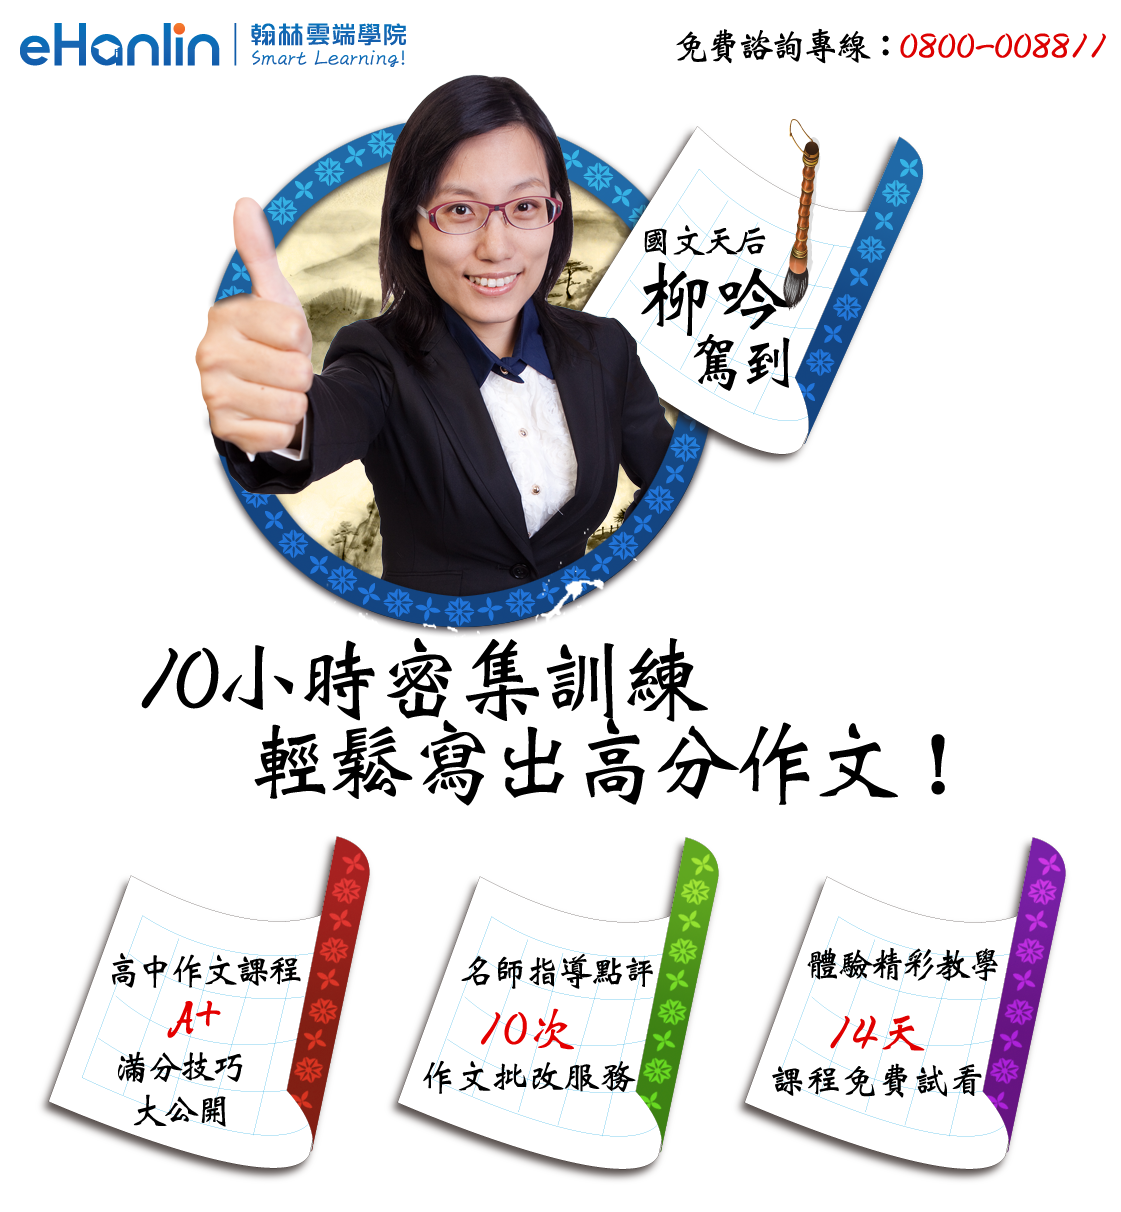 eHanlin
翰林雲端學院
Smart Learning!
免費諮詢專線：0800-008811
國文天后
柳吟
駕到
10小時密集訓練
輕鬆寫出高分作文！
高中作文課程
A+
滿分技巧
大公開
名師指導點評
10次
作文批改服務
體驗精彩教學
14天
課程免費試看